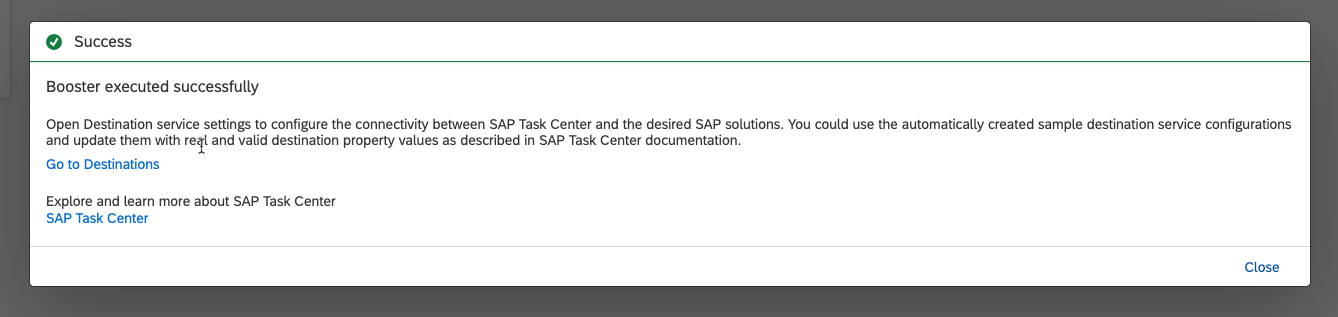 Success
Booster executed successfully
Open Destination service settings to configure the connectivity between SAP Task Center and the desired SAP solutions. You could use the automatically created sample destination service configurations
and update them with real and valid destination property values as described in SAP Task Center documentation.
Go to Destinations
Explore and learn more about SAP Task Center
SAP Task Center
Close